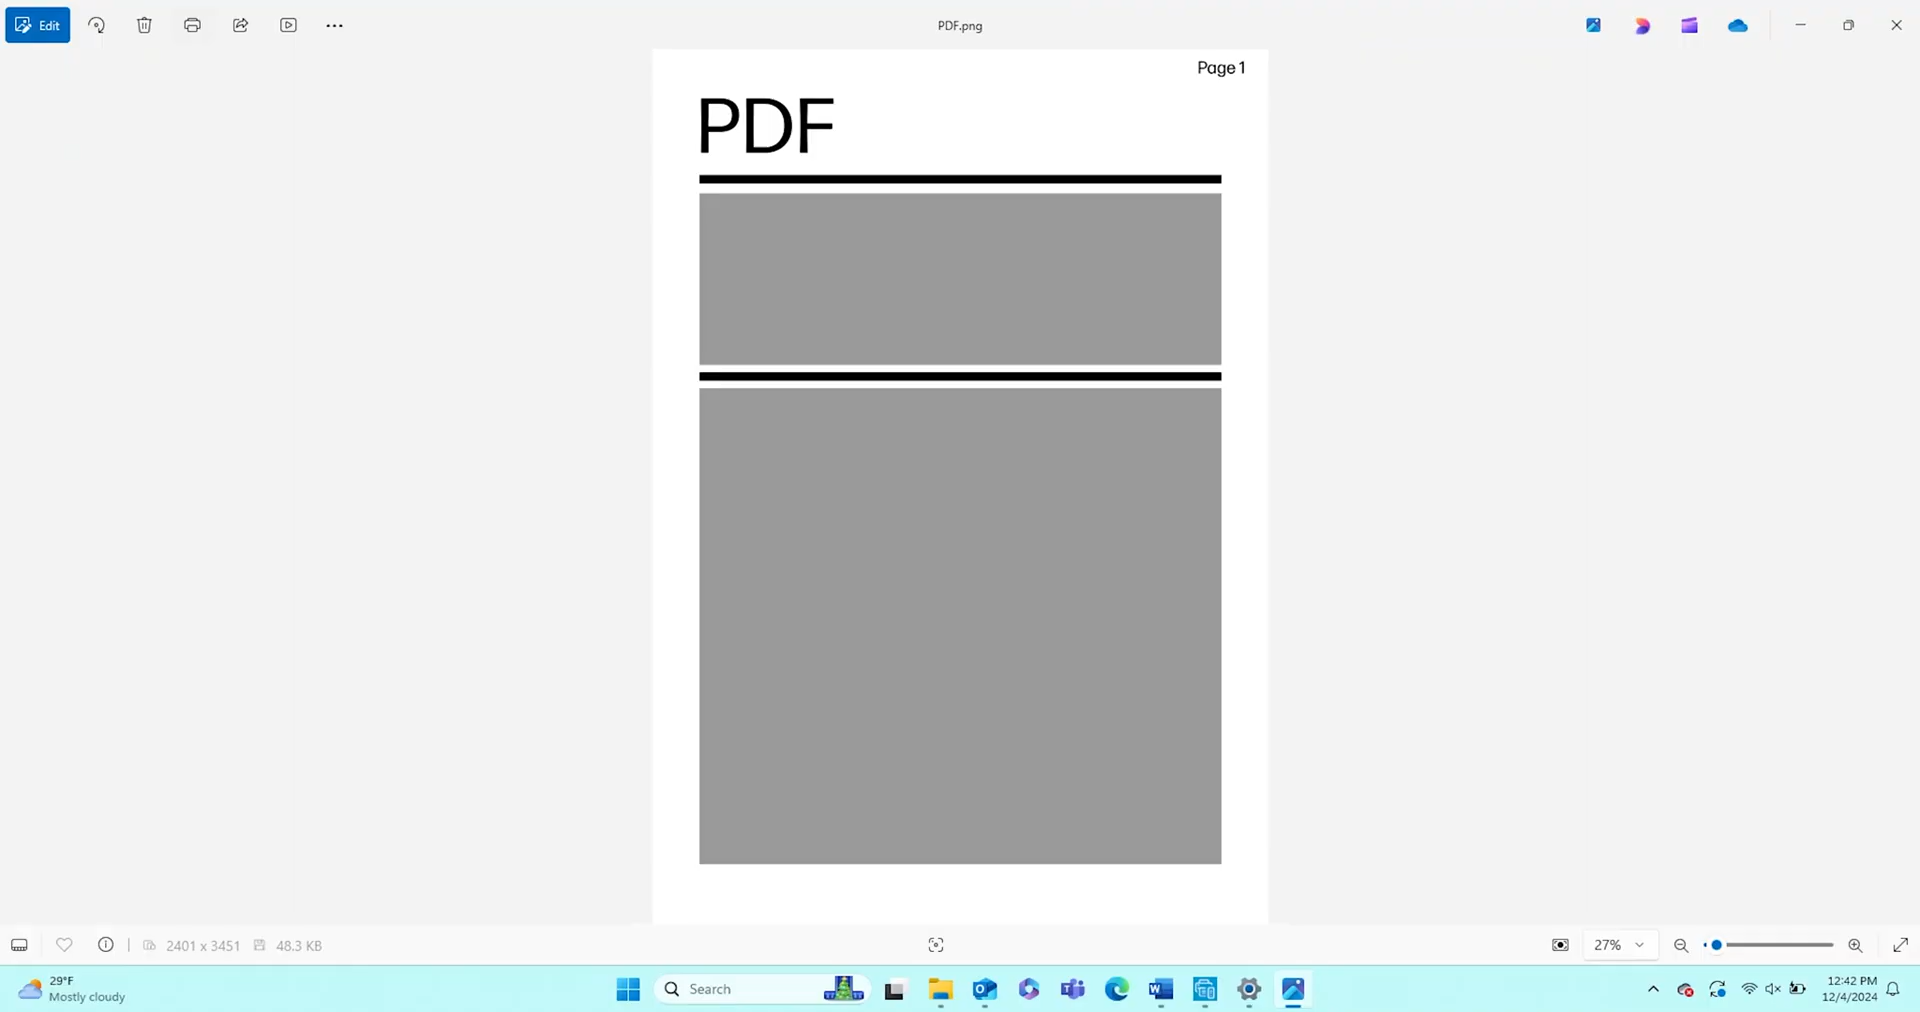 Edit
PDF.png
Page 1
PDF
2401 x 3451
48.3 KB
27%
29°F
Mostly cloudy
Search
12:42 PM
12/4/2024